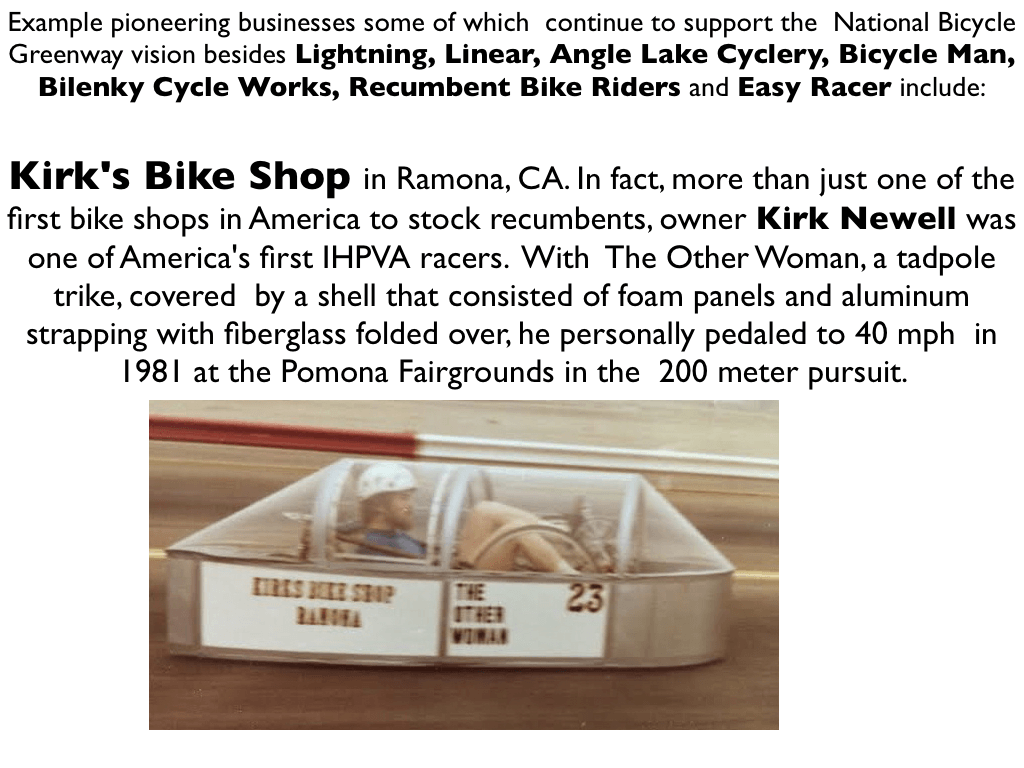 Example pioneering businesses some of which  continue to support the  National Bicycle
Greenway vision besides Lightning, Linear, Angle Lake Cyclery, Bicycle Man,
Bilenky Cycle Works, Recumbent Bike Riders and Easy Racer include:
Kirk's Bike Shop in Ramona, CA. In fact, more than just one of the
first bike shops in America to stock recumbents, owner Kirk Newell was
one of America's first IHPVA racers.  With  The Other Woman, a tadpole
trike, covered  by a shell that consisted of foam panels and aluminum
strapping with fiberglass folded over, he personally pedaled to 40 mph  in
1981 at the Pomona Fairgrounds in the  200 meter pursuit.
KIRKS BIKE SHOP
RAMONA
THE
OTHER
WOMAN
23